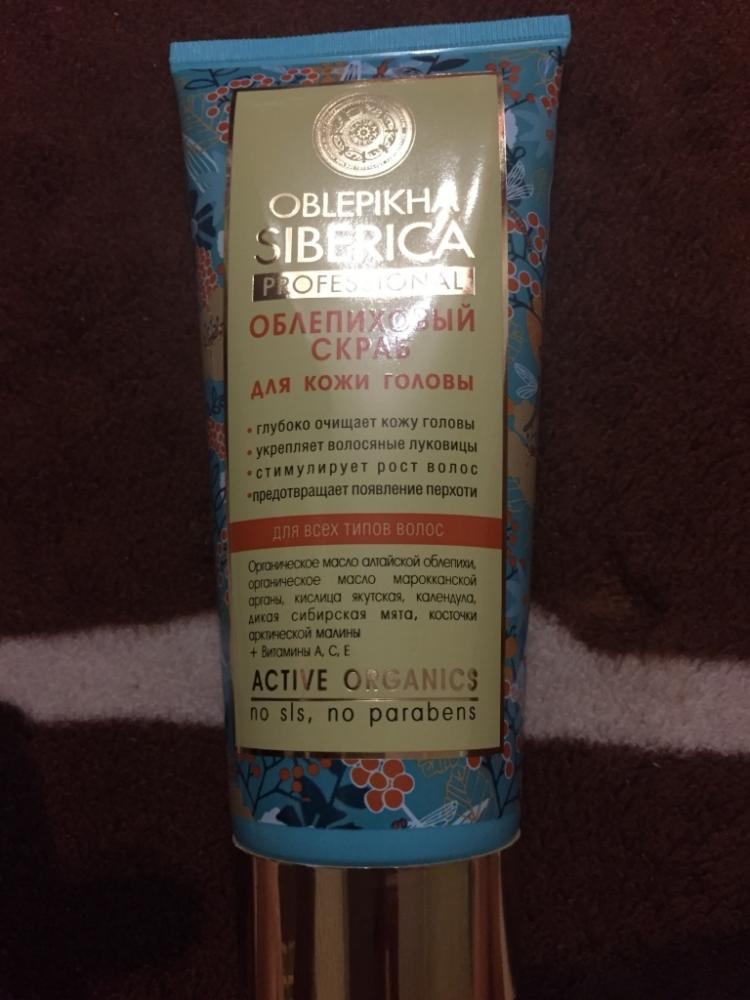 OBLEPIKHA
SIBERICA
PROFESSIONAL
ОБЛЕПИХОВЫЙ
СКРАБ
ДЛЯ КОЖИ ГОЛОВЫ
• глубоко очищает кожу головы
• укрепляет волосяные луковицы
• стимулирует рост волос
• предотвращает появление перхоти
ДЛЯ ВСЕХ ТИПОВ ВОЛОС
Органическое масло алтайской облепихи,
органическое масло марокканской
арганы, кислица якутская, календула,
дикая сибирская мята, косточки
арктической малины
+ Витамины А, С, Е
ACTIVE ORGANICS
no sls, no parabens